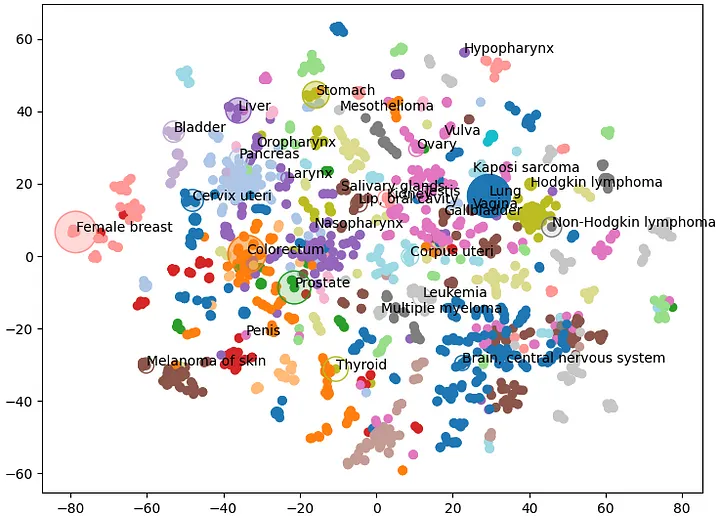 60
40
20
0
−20
−40
−60
−80
−60
−40
−20
0
20
40
60
80
Hypopharynx
Stomach
Liver
Mesothelioma
Bladder
Vulva
Oropharynx
Ovary
Pancreas
Kaposi sarcoma
Larynx
Hodgkin lymphoma
Salivary glands
Testis
Lung
Kidney
Cervix uteri
Lip, oral cavity
Vagina
Gallbladder
Female breast
Nasopharynx
Non-Hodgkin lymphoma
Colorectum
Corpus uteri
Prostate
Leukemia
Multiple myeloma
Penis
Melanoma of skin
Thyroid
Brain, central nervous system